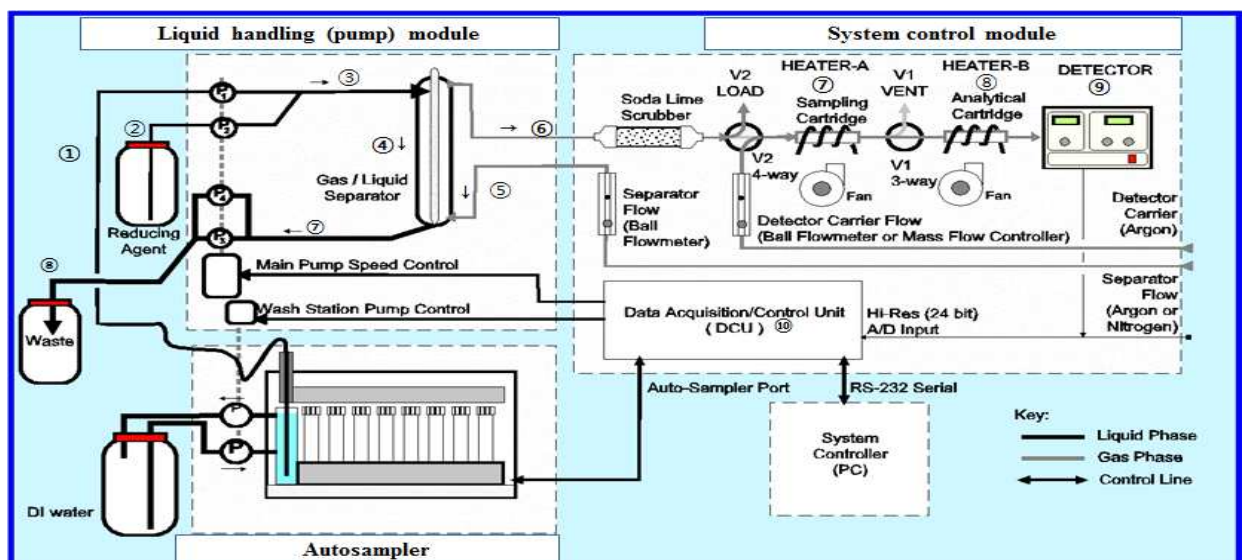 Liquid handling (pump) module
System control module
P1
③
②
P2
①
④
Gas / Liquid
Separator
⑤
⑥
P4
P3
⑦
Reducing
Agent
⑧
Waste
Main Pump Speed Control
Wash Station Pump Control
Soda Lime
Scrubber
V2
LOAD
HEATER-A
⑦
Sampling
Cartridge
V1
VENT
HEATER-B
⑧
Analytical
Cartridge
DETECTOR
⑨
V2
4-way
Fan
V1
3-way
Fan
Separator
Flow
(Ball
Flowmeter)
Detector Carrier Flow
(Ball Flowmeter or Mass Flow Controller)
Detector
Carrier
(Argon)
Separator
Flow
(Argon or
Nitrogen)
Data Acquisition/Control Unit
( DCU ) ⑩
Hi-Res (24 bit)
A/D Input
Auto-Sampler Port
RS-232 Serial
System
Controller
(PC)
Key:
Liquid Phase
Gas Phase
Control Line
P
P
DI water
Autosampler